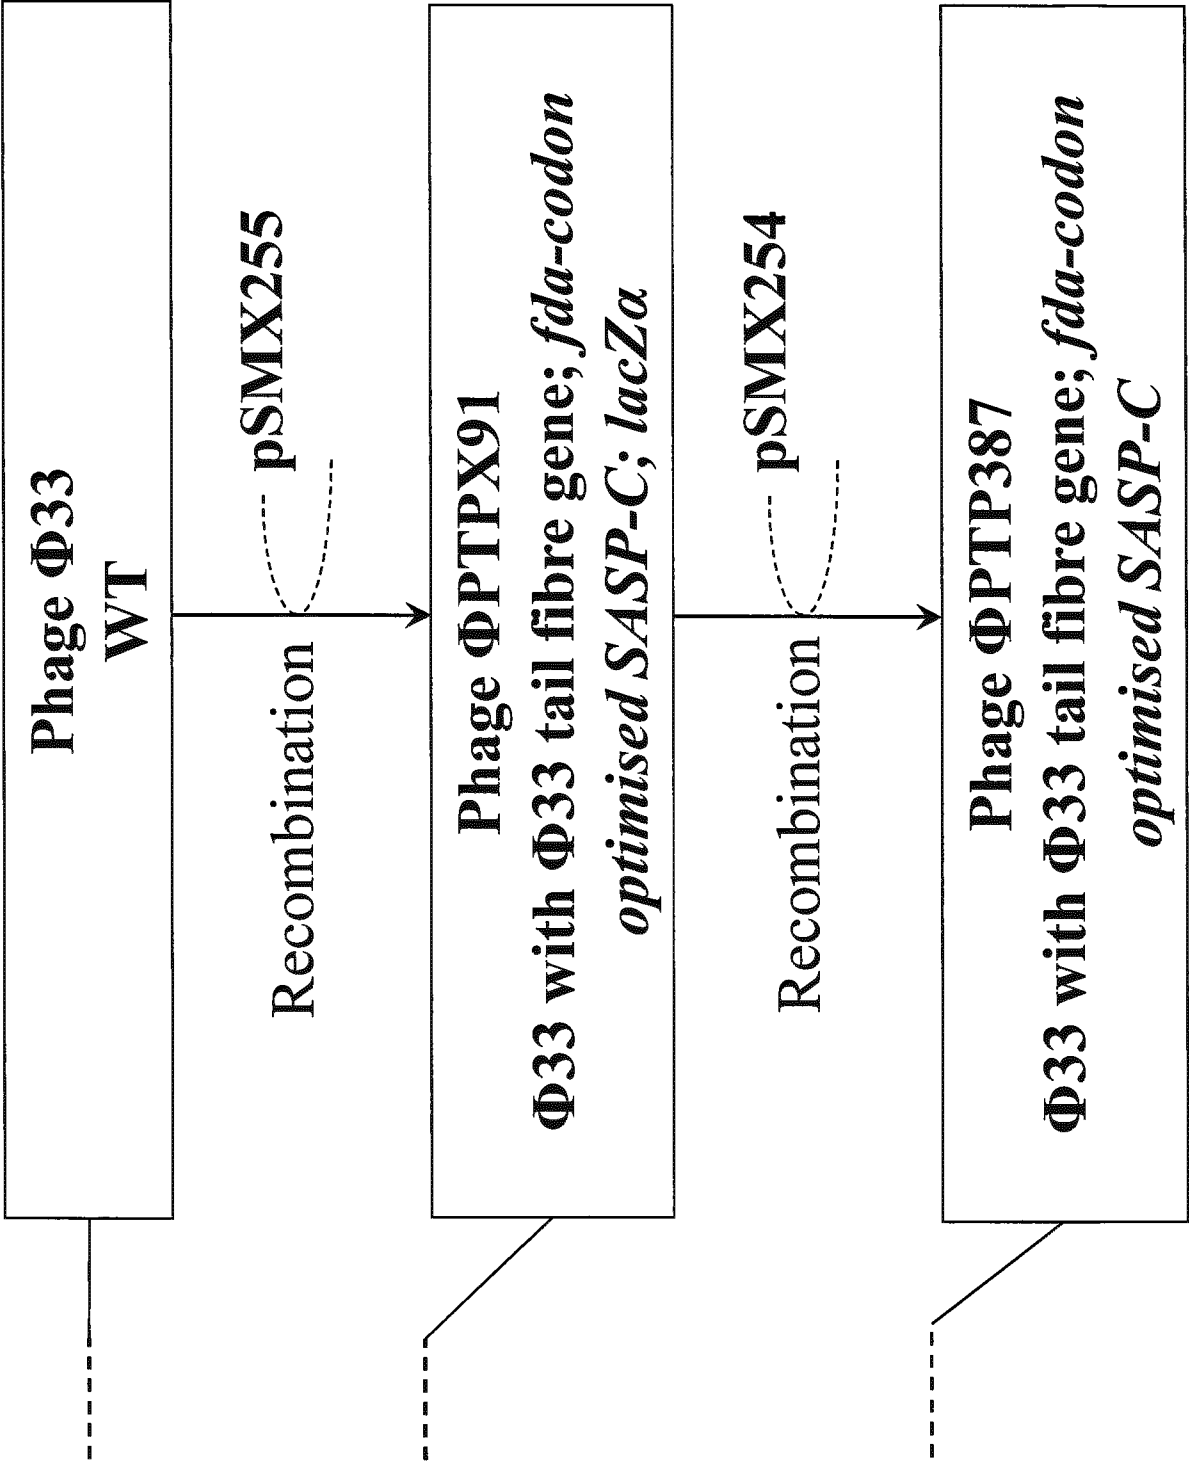 Phage Φ33
WT
Recombination
pSMX255
Phage ΦPTPX91
Φ33 with Φ33 tail fibre gene; fda-codon
optimised SASP-C; lacZα
Recombination
pSMX254
Phage ΦPTP387
Φ33 with Φ33 tail fibre gene; fda-codon
optimised SASP-C